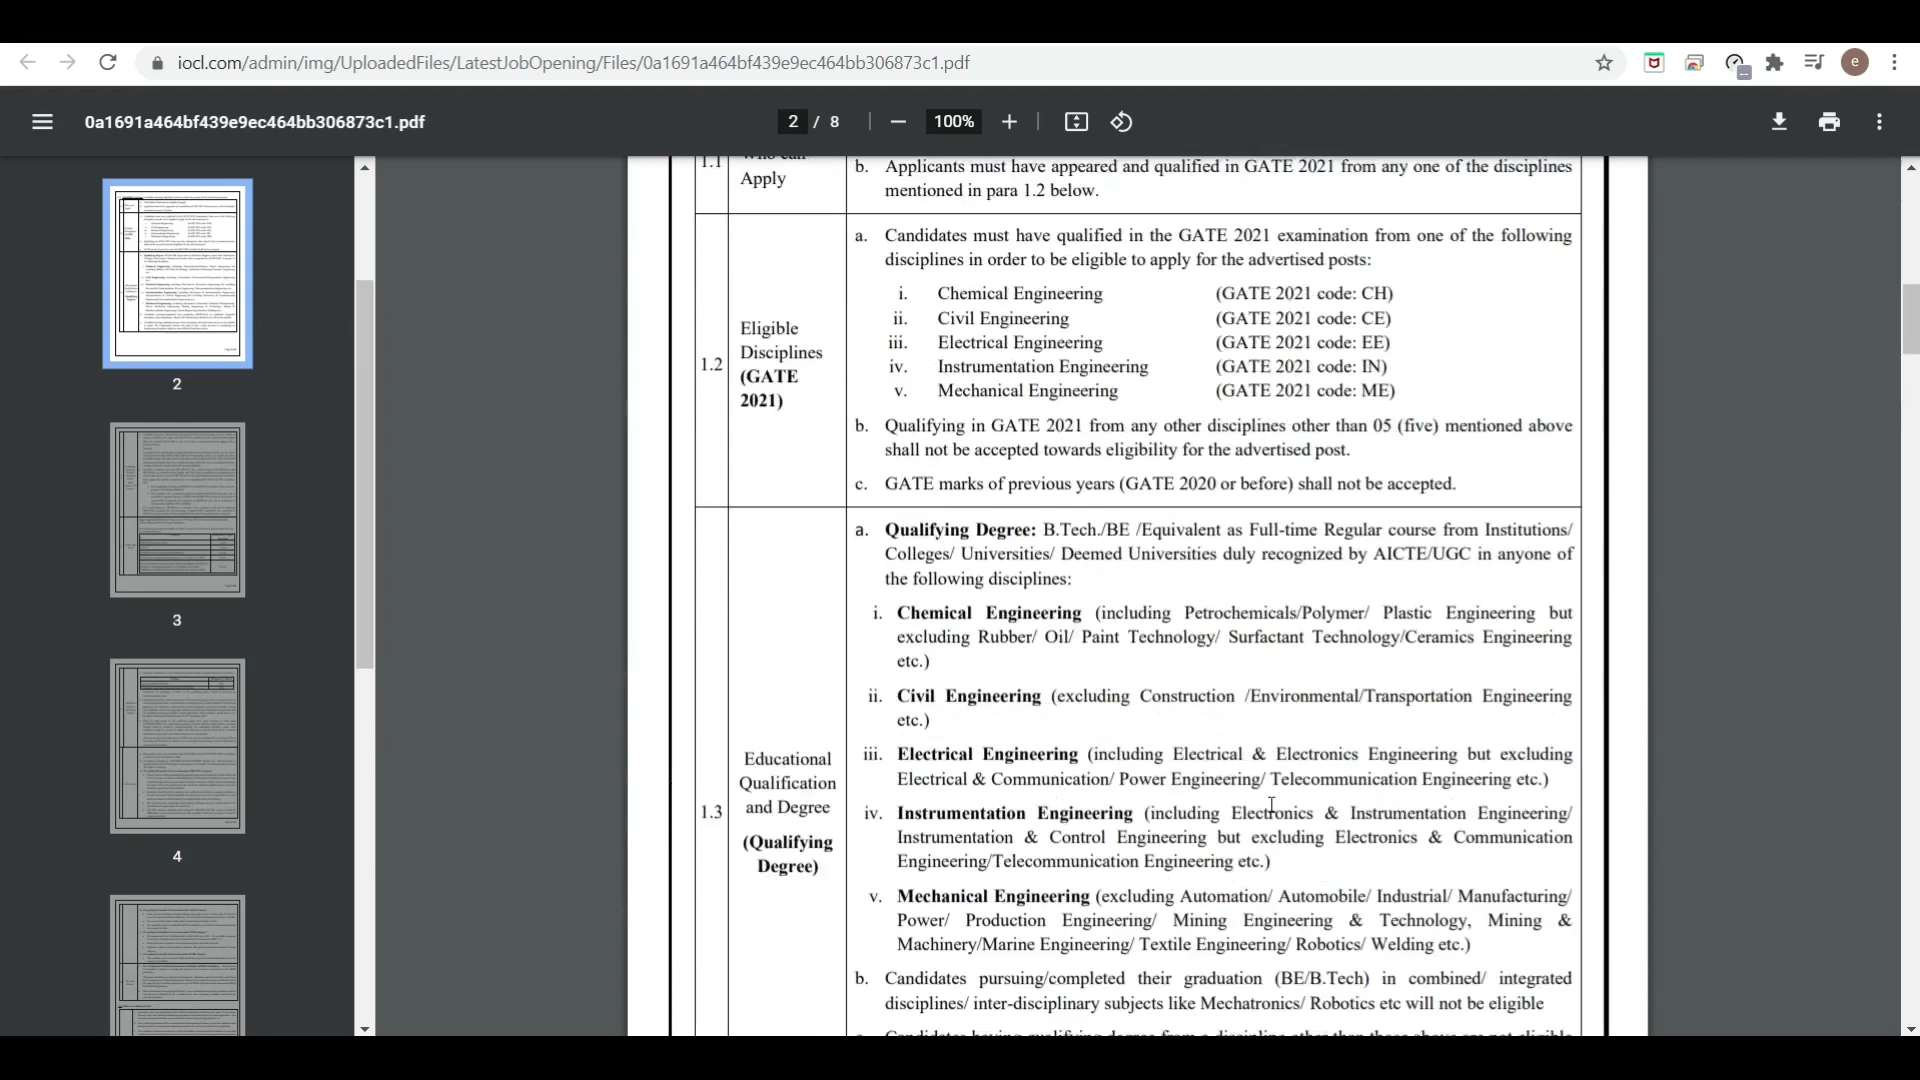 iocl.com/admin/img/UploadedFiles/LatestJobOpening/Files/0a1691a464bf439e9ec464bb306873c1.pdf
e
0a1691a464bf439e9ec464bb306873c1.pdf
2 / 8
100%
2
3
4
1.1
Who can
Apply
b. Applicants must have appeared and qualified in GATE 2021 from any one of the disciplines
mentioned in para 1.2 below.
1.2
Eligible
Disciplines
(GATE
2021)
a. Candidates must have qualified in the GATE 2021 examination from one of the following
disciplines in order to be eligible to apply for the advertised posts:
i. Chemical Engineering (GATE 2021 code: CH)
ii. Civil Engineering (GATE 2021 code: CE)
iii. Electrical Engineering (GATE 2021 code: EE)
iv. Instrumentation Engineering (GATE 2021 code: IN)
v. Mechanical Engineering (GATE 2021 code: ME)
b. Qualifying in GATE 2021 from any other disciplines other than 05 (five) mentioned above
shall not be accepted towards eligibility for the advertised post.
c. GATE marks of previous years (GATE 2020 or before) shall not be accepted.
1.3
Educational
Qualification
and Degree
(Qualifying
Degree)
a. Qualifying Degree: B.Tech./BE /Equivalent as Full-time Regular course from Institutions/
Colleges/ Universities/ Deemed Universities duly recognized by AICTE/UGC in anyone of
the following disciplines:
i. Chemical Engineering (including Petrochemicals/Polymer/ Plastic Engineering but
excluding Rubber/ Oil/ Paint Technology/ Surfactant Technology/Ceramics Engineering
etc.)
ii. Civil Engineering (excluding Construction /Environmental/Transportation Engineering
etc.)
iii. Electrical Engineering (including Electrical & Electronics Engineering but excluding
Electrical & Communication/ Power Engineering/ Telecommunication Engineering etc.)
iv. Instrumentation Engineering (including Electronics & Instrumentation Engineering/
Instrumentation & Control Engineering but excluding Electronics & Communication
Engineering/Telecommunication Engineering etc.)
v. Mechanical Engineering (excluding Automation/ Automobile/ Industrial/ Manufacturing/
Power/ Production Engineering/ Mining Engineering & Technology, Mining &
Machinery/Marine Engineering/ Textile Engineering/ Robotics/ Welding etc.)
b. Candidates pursuing/completed their graduation (BE/B.Tech) in combined/ integrated
disciplines/ inter-disciplinary subjects like Mechatronics/ Robotics etc will not be eligible